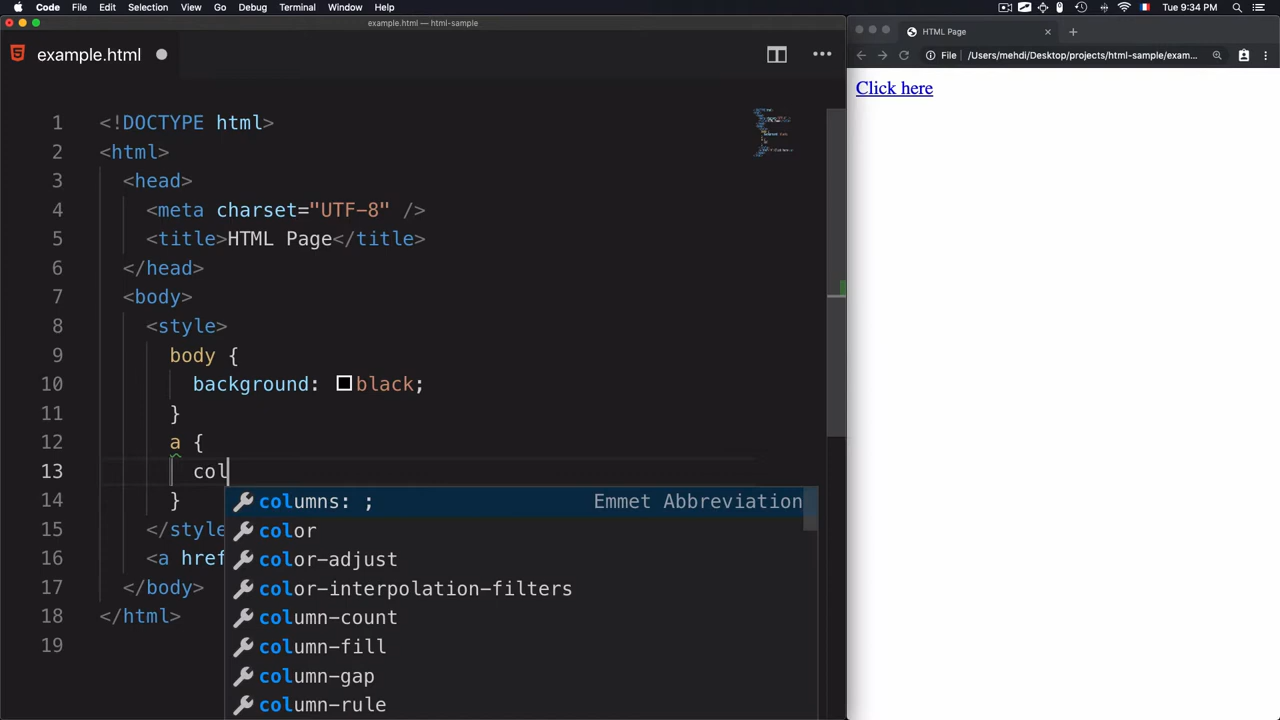 Code File Edit Selection View Go Debug Terminal Window Help Tue 9:34 PM
example.html — html-sample
example.html
1 <!DOCTYPE html>
2 <html>
3 <head>
4 <meta charset="UTF-8" />
5 <title>HTML Page</title>
6 </head>
7 <body>
8 <style>
9 body {
10 background: black;
11 }
12 a {
13 col
14 }
15 </style
16 <a href
17 </body>
18 </html>
19
columns: ; Emmet Abbreviation
color
color-adjust
color-interpolation-filters
column-count
column-fill
column-gap
column-rule
HTML Page
File /Users/mehdi/Desktop/projects/html-sample/exam...
Click here